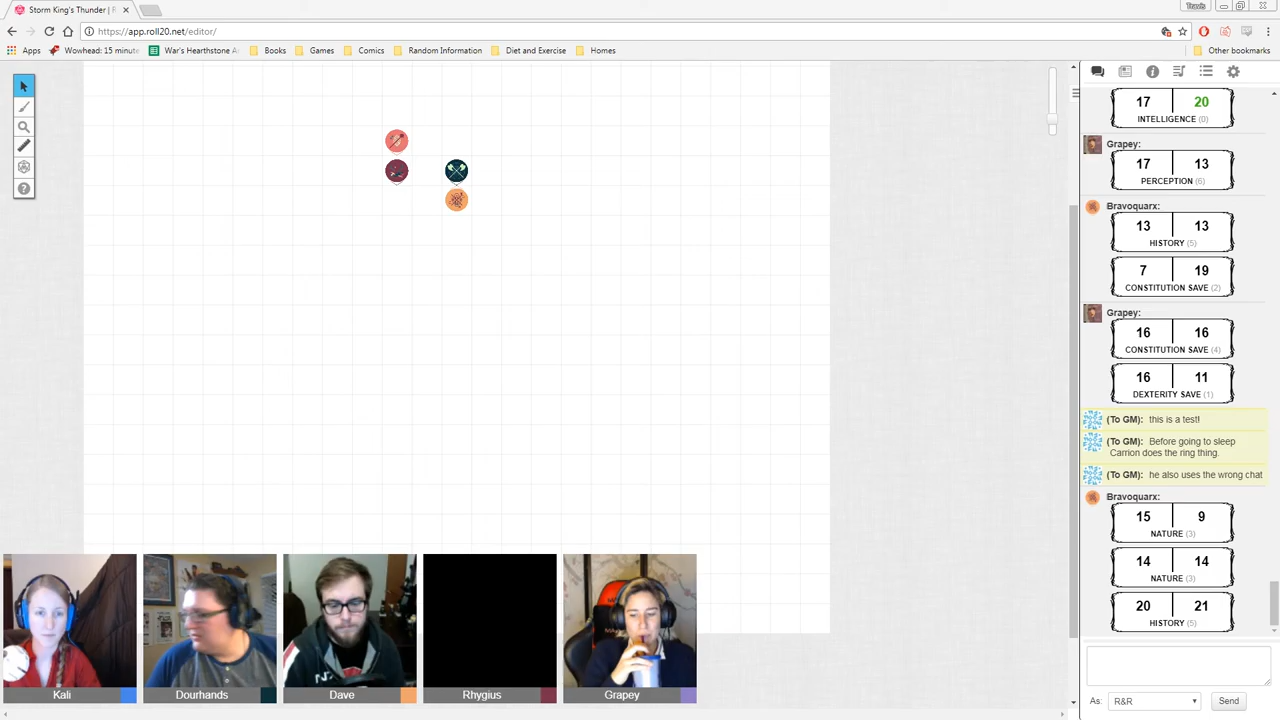 Storm King's Thunder | R
Travis
https://app.roll20.net/editor/
Apps
Wowhead: 15 minute
War's Hearthstone A
Books
Games
Comics
Random Information
Diet and Exercise
Homes
Other bookmarks
17 20
INTELLIGENCE (0)
Grapey:
17 13
PERCEPTION (6)
Bravoquarx:
13 13
HISTORY (5)
7 19
CONSTITUTION SAVE (2)
Grapey:
16 16
CONSTITUTION SAVE (4)
16 11
DEXTERITY SAVE (1)
(To GM): this is a test!
(To GM): Before going to sleep
Carrion does the ring thing.
(To GM): he also uses the wrong chat
Bravoquarx:
15 9
NATURE (3)
14 14
NATURE (3)
20 21
HISTORY (5)
Kali
Dourhands
Dave
Rhygius
Grapey
As: R&R
Send